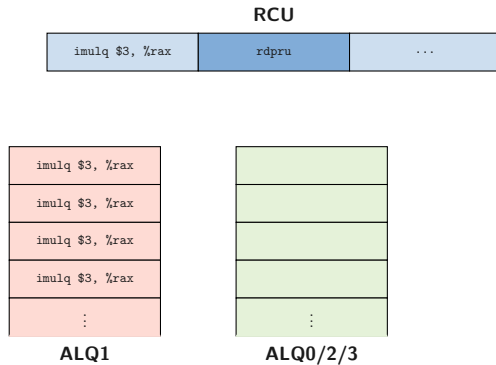 RCU
imulq $3, %rax rdpru ...
imulq $3, %rax
imulq $3, %rax
imulq $3, %rax
imulq $3, %rax
⋮ ⋮
ALQ1 ALQ0/2/3